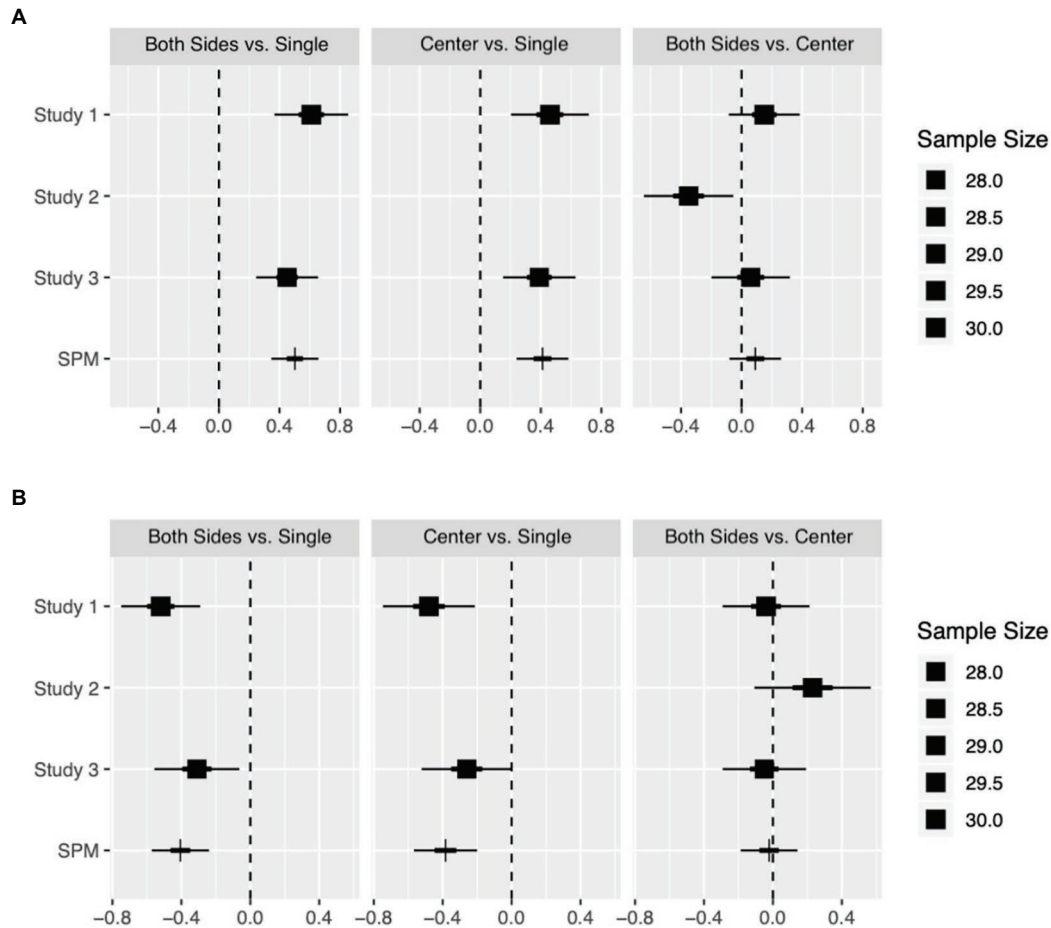 A
Both Sides vs. Single Center vs. Single Both Sides vs. Center
Study 1
Study 2
Study 3
SPM
−0.4 0.0 0.4 0.8 −0.4 0.0 0.4 0.8 −0.4 0.0 0.4 0.8
Sample Size
28.0
28.5
29.0
29.5
30.0
B
Both Sides vs. Single Center vs. Single Both Sides vs. Center
Study 1
Study 2
Study 3
SPM
−0.8 −0.4 0.0 0.4 −0.8 −0.4 0.0 0.4 −0.8 −0.4 0.0 0.4
Sample Size
28.0
28.5
29.0
29.5
30.0